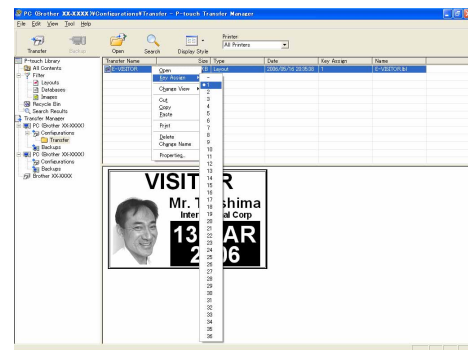 PC (Brother XX-XXXX)¥Configurations¥Transfer - P-touch Transfer Manager
File Edit View Tool Help
Transfer Backup Open Search Display Style Printer
All Printers
P-touch Library
All Contents
Filter
Layouts
Databases
Images
Recycle Bin
Search Results
Transfer Manager
PC (Brother XX-XXXX)
Configurations
Transfer
Backups
PC (Brother XX-XXXX)
Configurations
Backups
Brother XX-XXXX
Transfer Name Size Type Date Key Assign Name
E-VISITOR Layout 1
Open
Key Assign
Change View
Cut
Copy
Paste
Print
Delete
Change Name
Properties...
-
1
2
3
4
5
6
7
8
9
10
11
12
13
14
15
16
17
18
19
20
21
22
23
24
25
26
27
28
29
30
31
32
33
34
35
36
VISIT R
Mr. T shima
Inter al Corp
13 AR
2 06